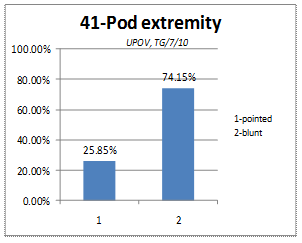 41-Pod extremity
UPOV, TG/7/10
100.00%
80.00%
60.00%
40.00%
20.00%
0.00%
25.85%
74.15%
1
2
1-pointed
2-blunt